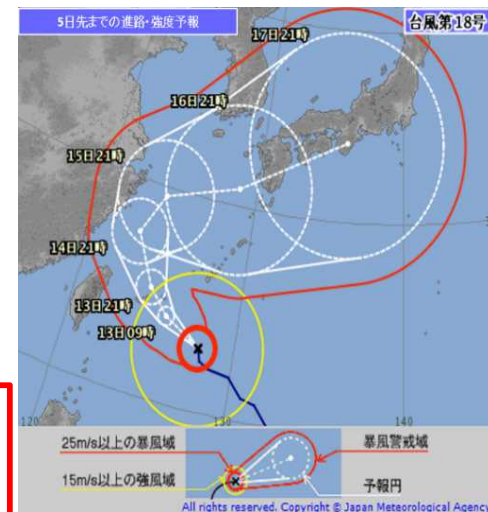 5日先までの進路・強度予報
台風第18号
17日21時
16日21時
15日21時
14日21時
13日21時
13日09時
120
130
140
25m/s以上の暴風域
暴風警戒域
15m/s以上の強風域
予報円
All rights reserved. Copyright © Japan Meteorological Agency